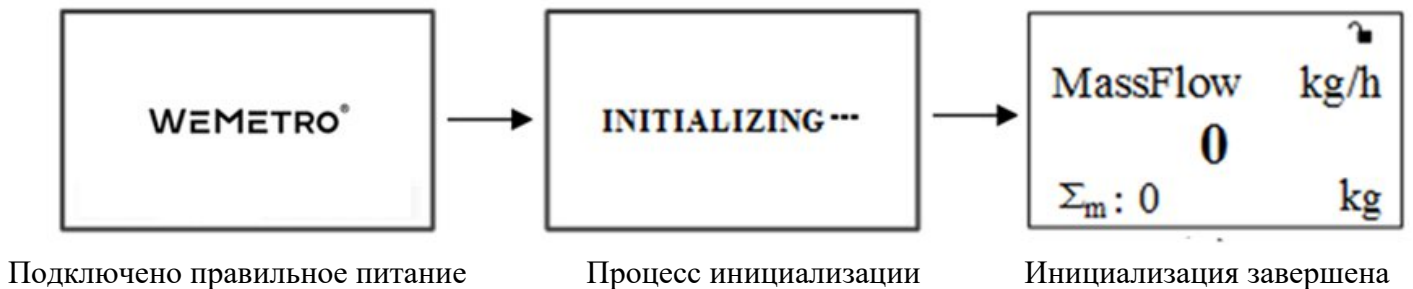 WEMETRO®
INITIALIZING---
MassFlow kg/h
0
Σm: 0 kg
Подключено правильное питание
Процесс инициализации
Инициализация завершена